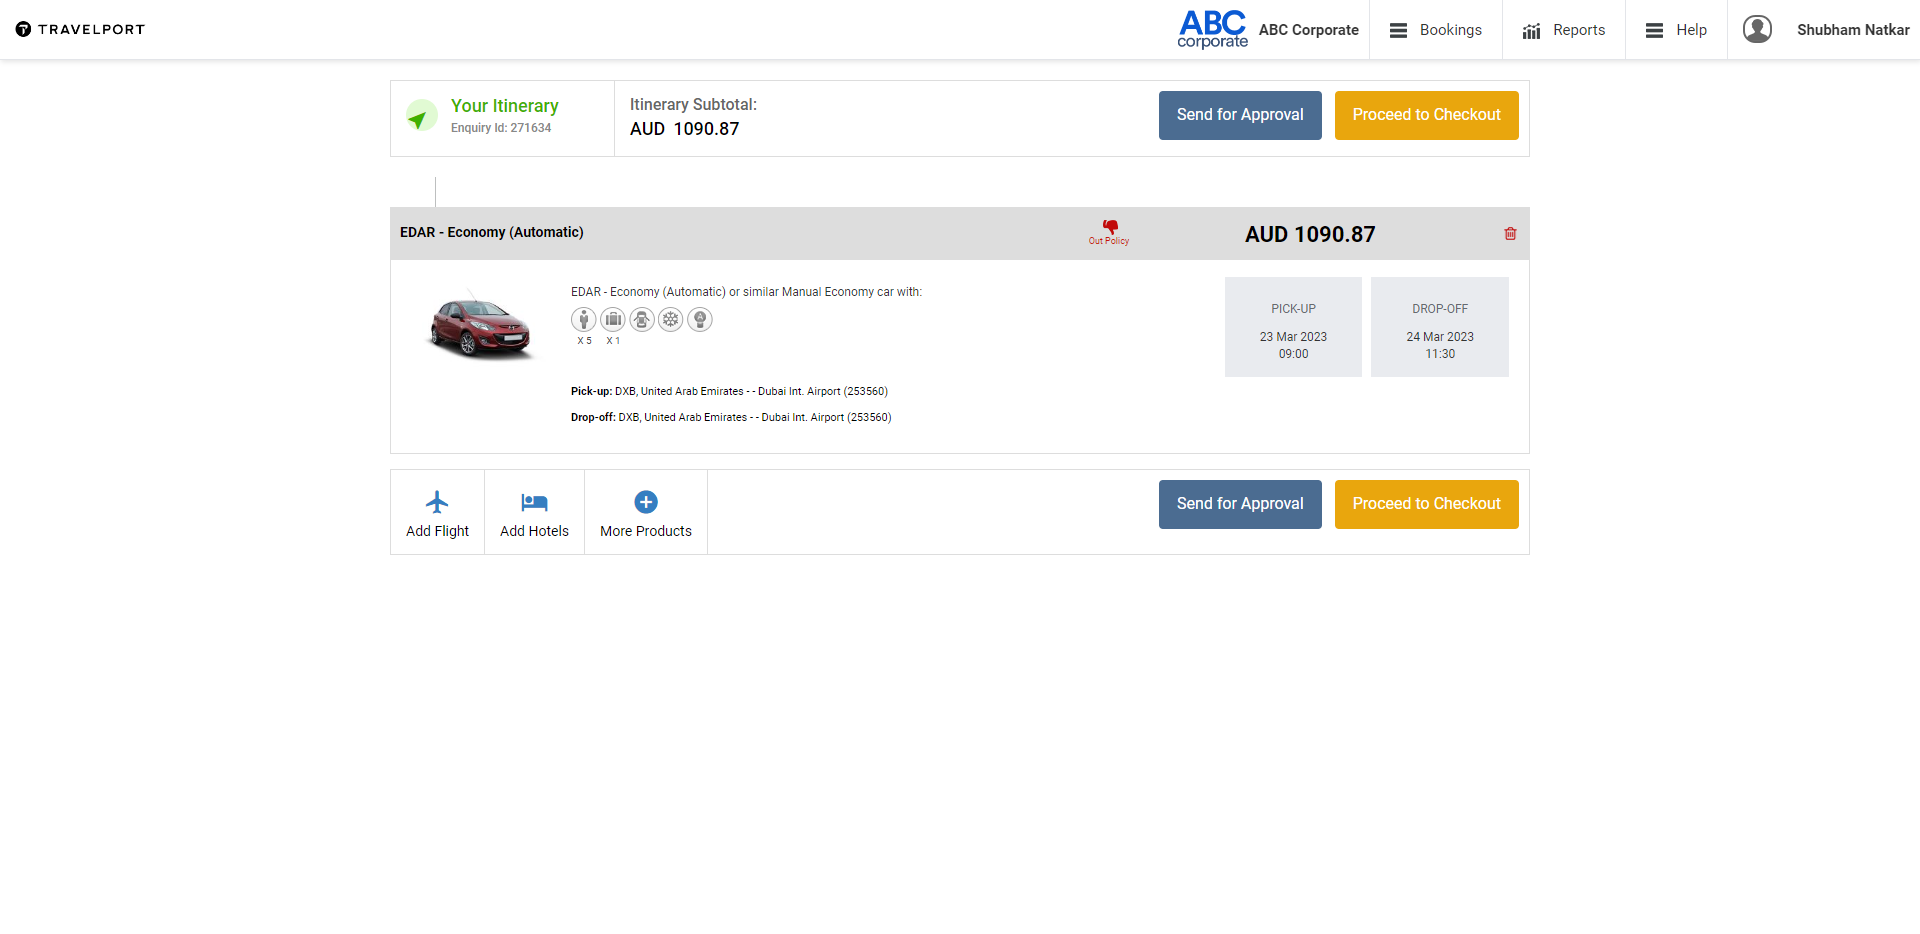 TRAVELPORT
ABC
corporate
ABC Corporate
Bookings
Reports
Help
Shubham Natkar
Your Itinerary
Enquiry Id: 271634
Itinerary Subtotal:
AUD 1090.87
Send for Approval
Proceed to Checkout
EDAR - Economy (Automatic)
Out Policy
AUD 1090.87
EDAR - Economy (Automatic) or similar Manual Economy car with:
A
X 5
X 1
PICK-UP
23 Mar 2023
09:00
DROP-OFF
24 Mar 2023
11:30
Pick-up: DXB, United Arab Emirates - - Dubai Int. Airport (253560)
Drop-off: DXB, United Arab Emirates - - Dubai Int. Airport (253560)
Add Flight
Add Hotels
More Products
Send for Approval
Proceed to Checkout